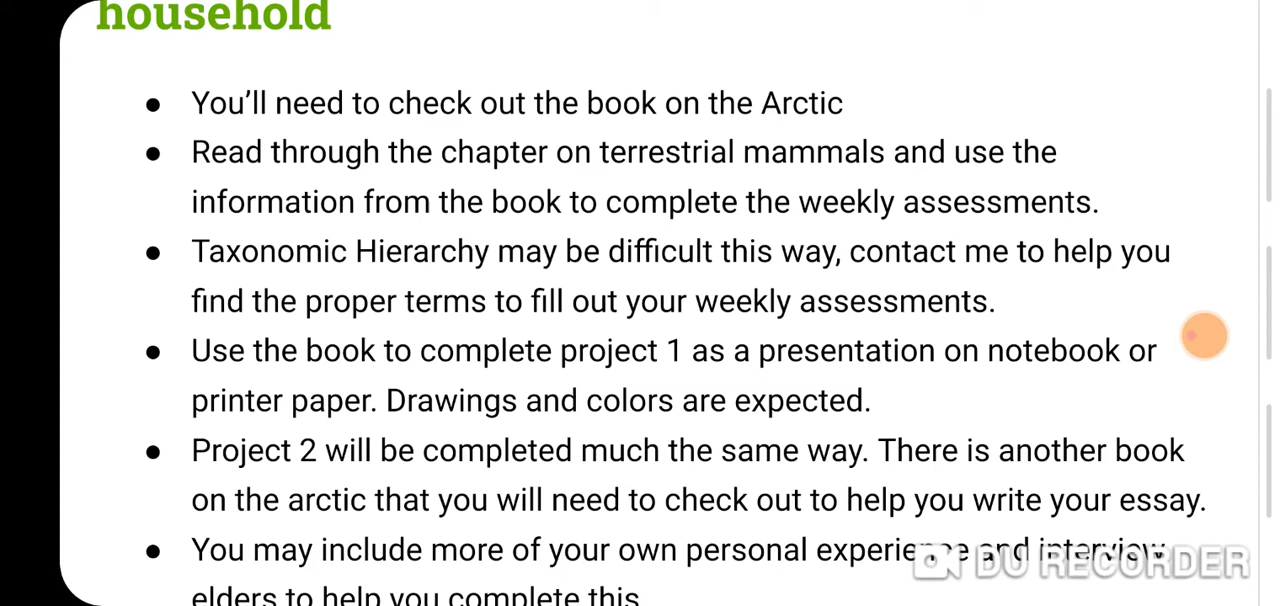 household
● You'll need to check out the book on the Arctic
● Read through the chapter on terrestrial mammals and use the
information from the book to complete the weekly assessments.
● Taxonomic Hierarchy may be difficult this way, contact me to help you
find the proper terms to fill out your weekly assessments.
● Use the book to complete project 1 as a presentation on notebook or
printer paper. Drawings and colors are expected.
● Project 2 will be completed much the same way. There is another book
on the arctic that you will need to check out to help you write your essay.
● You may include more of your own personal experience and interview
elders to help you complete this
DU RECORDER